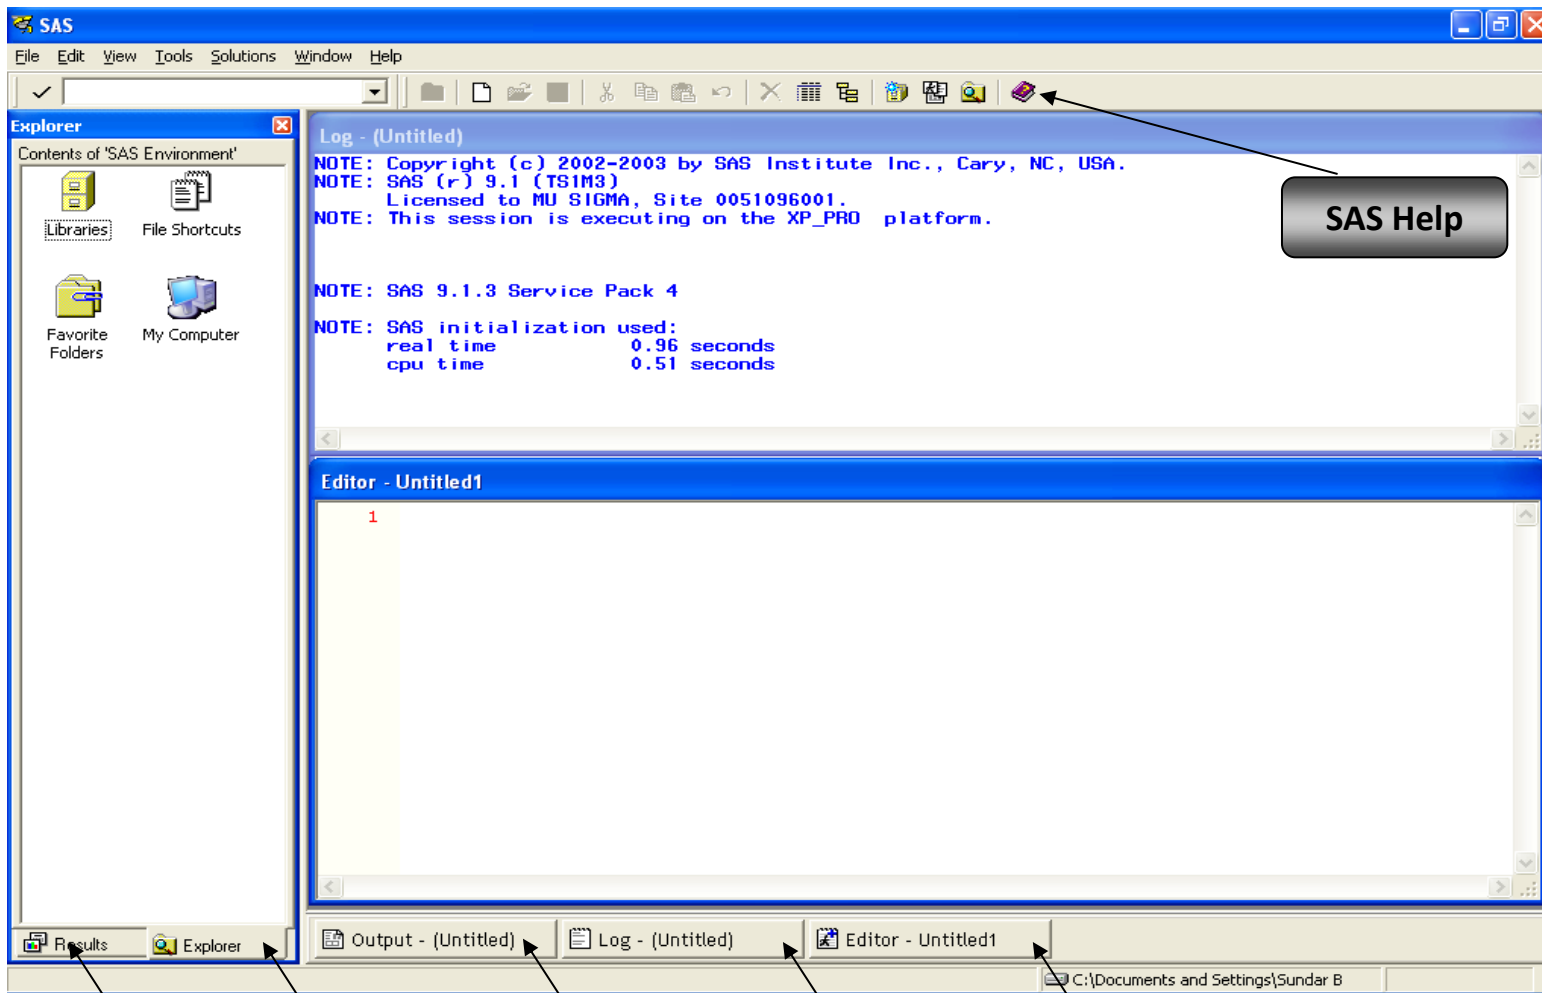 SAS
File Edit View Tools Solutions Window Help
Explorer
Contents of 'SAS Environment'
Libraries
File Shortcuts
Favorite Folders
My Computer
Log - (Untitled)
NOTE: Copyright (c) 2002-2003 by SAS Institute Inc., Cary, NC, USA.
NOTE: SAS (r) 9.1 (TS1M3)
Licensed to MU SIGMA, Site 0051096001.
NOTE: This session is executing on the XP_PRO platform.
NOTE: SAS 9.1.3 Service Pack 4
NOTE: SAS initialization used:
real time 0.96 seconds
cpu time 0.51 seconds
SAS Help
Editor - Untitled1
1
Results
Explorer
Output - (Untitled)
Log - (Untitled)
Editor - Untitled1
C:\Documents and Settings\Sundar B